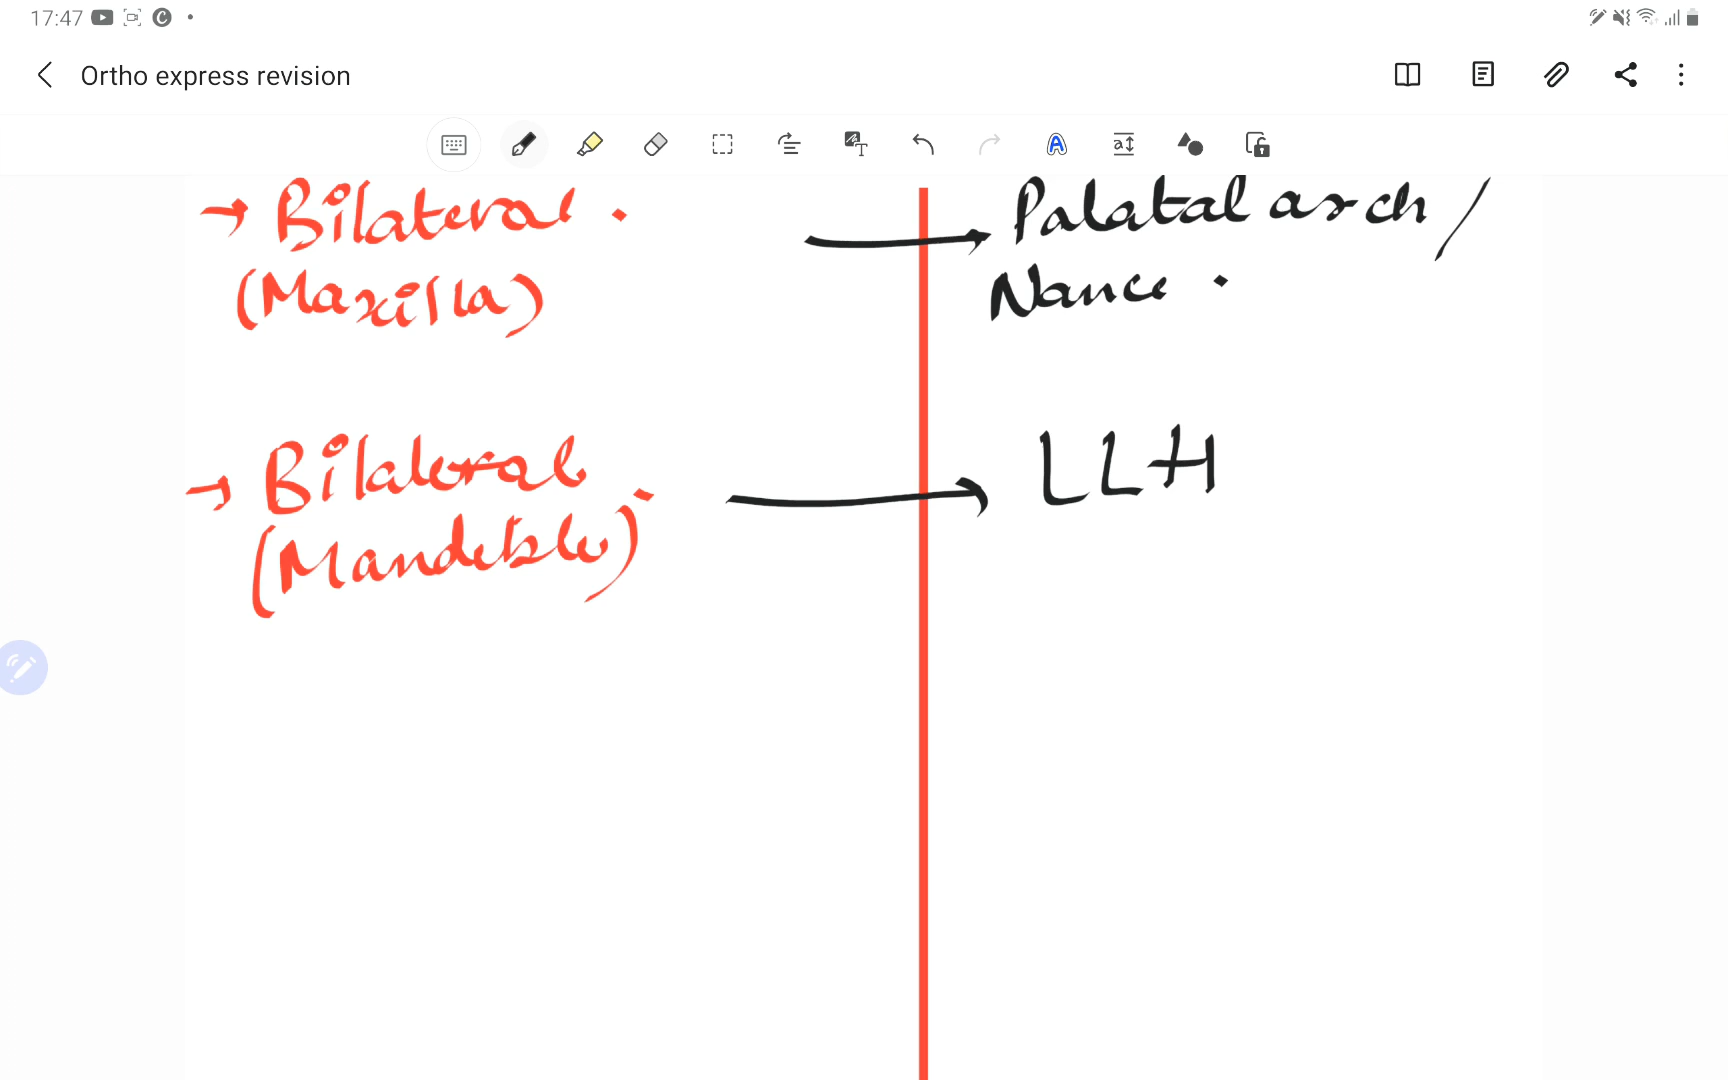 17:47
Ortho express revision
→ Bilateral. → Palatal arch /
(Maxilla) Nance.
→ Bilateral → LLH
(Mandible).